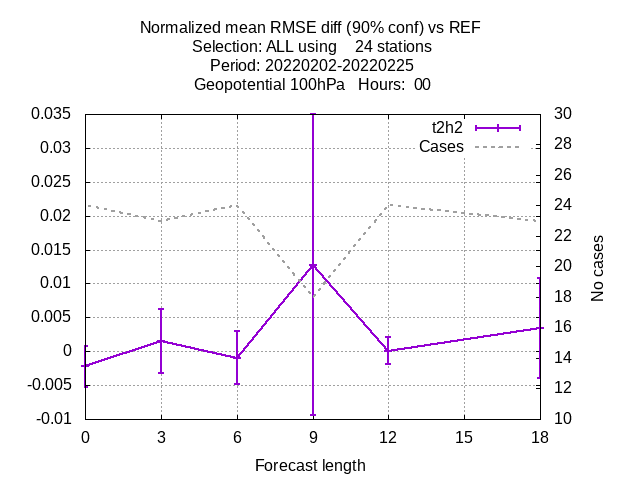 Normalized mean RMSE diff (90% conf) vs REF
Selection: ALL using    24 stations
Period: 20220202-20220225
Geopotential 100hPa   Hours:  00
t2h2
Cases
0.035
0.03
0.025
0.02
0.015
0.01
0.005
0
-0.005
-0.01
30
28
26
24
22
20
18
16
14
12
10
No cases
0 3 6 9 12 15 18
Forecast length